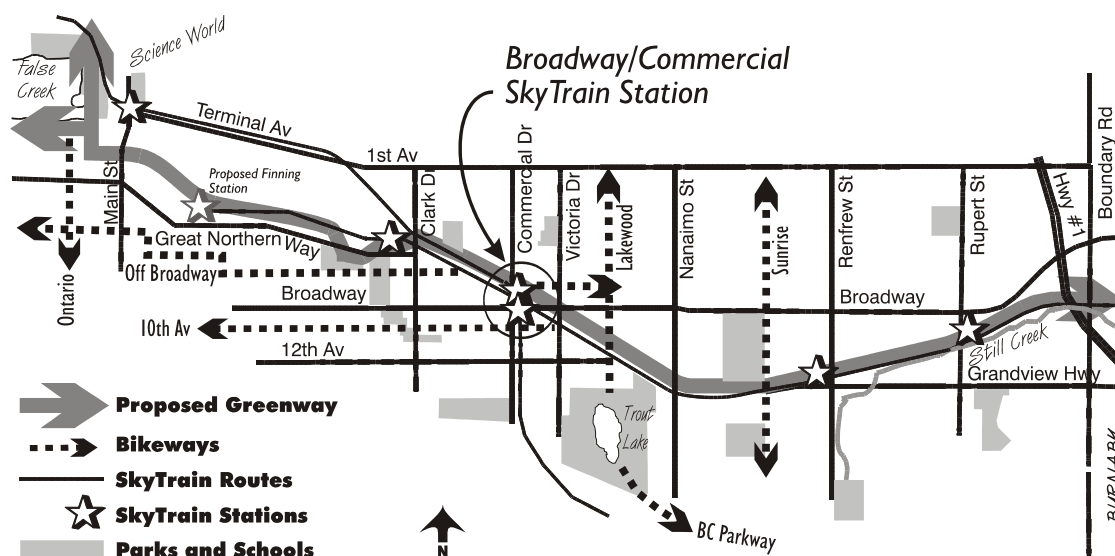 Science World
False
Creek
Broadway/Commercial
SkyTrain Station
Terminal Av
1st Av
Main St
Proposed Finning
Station
Clark Dr
Commercial Dr
Victoria Dr
Lakewood
Nanaimo St
Sunrise
Renfrew St
Rupert St
Hwy #1
Boundary Rd
Great Northern Way
Off Broadway
Ontario
Broadway
Broadway
10th Av
12th Av
Still Creek
Grandview Hwy
Trout
Lake
BC Parkway
Proposed Greenway
Bikeways
SkyTrain Routes
SkyTrain Stations
Parks and Schools
N